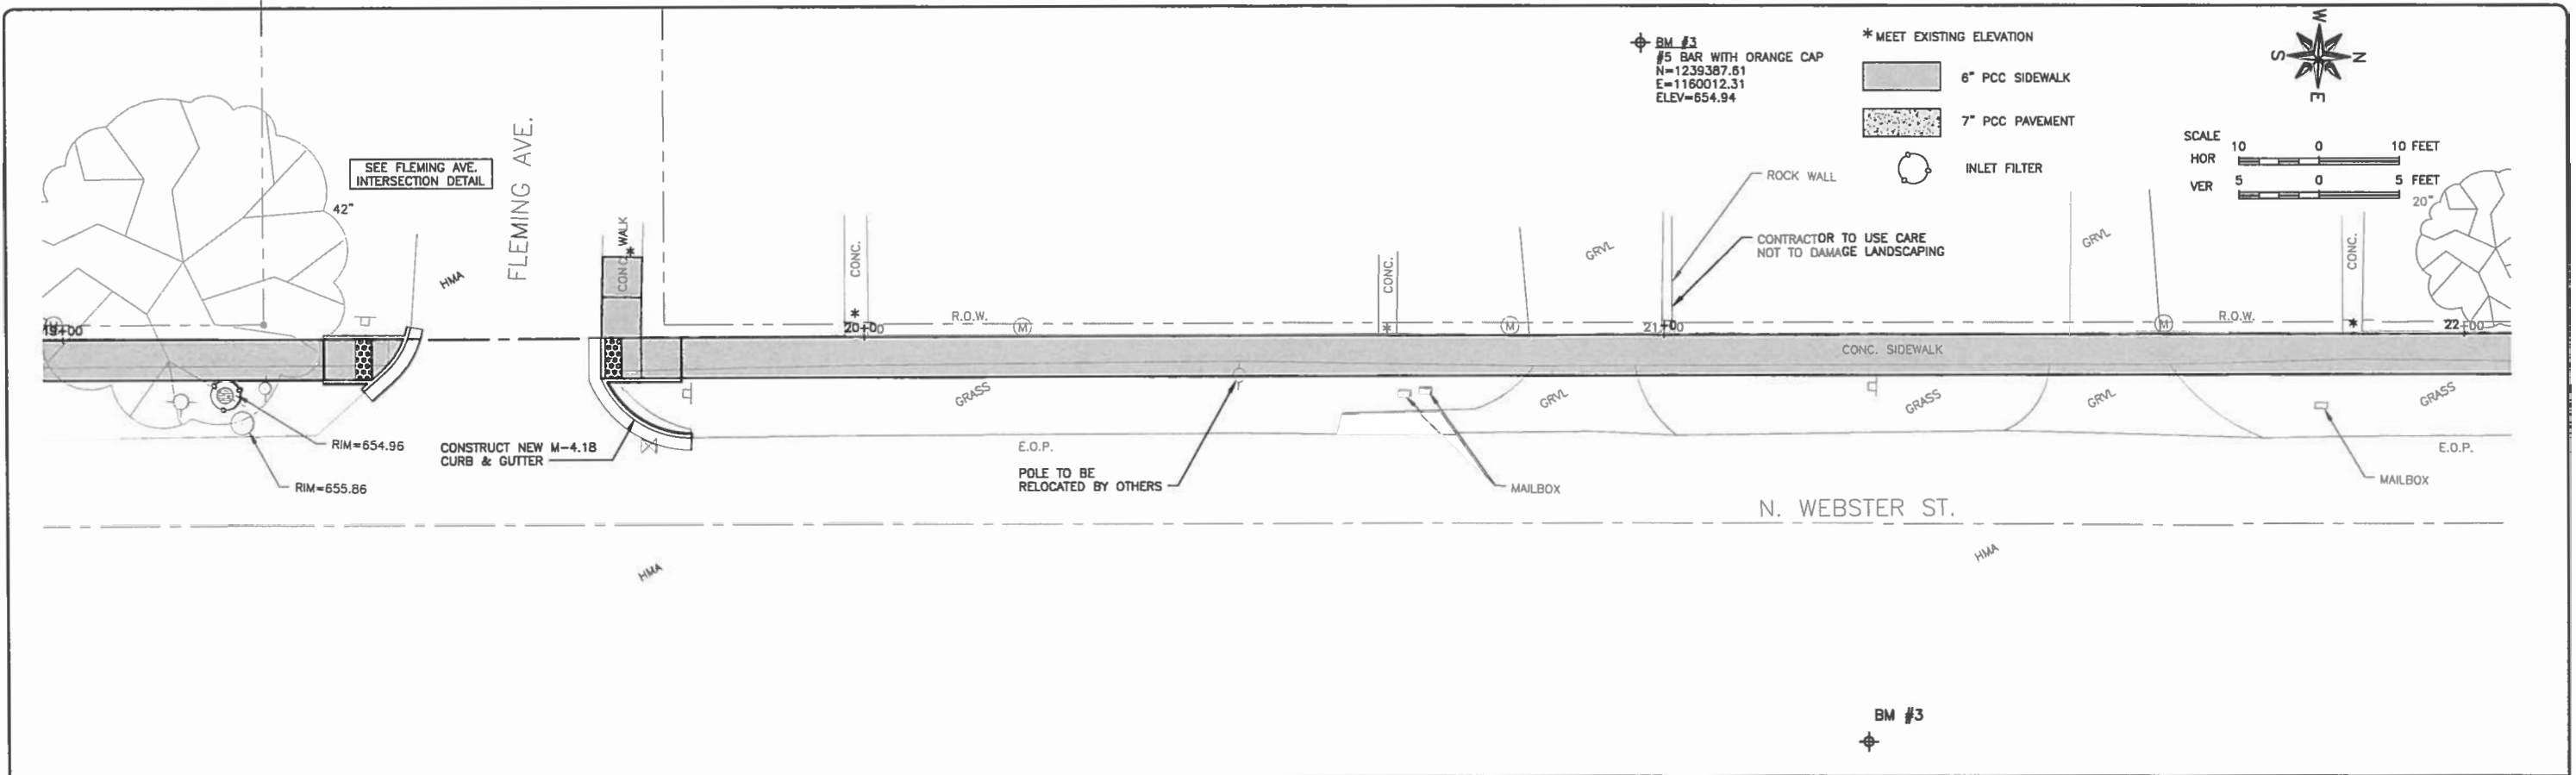 BM #3
#5 BAR WITH ORANGE CAP
N=1239387.61
E=1160012.31
ELEV=654.94
*MEET EXISTING ELEVATION
6" PCC SIDEWALK
7" PCC PAVEMENT
INLET FILTER
W
S
N
E
SCALE
HOR
10 0 10 FEET
VER
5 0 5 FEET
20"
SEE FLEMING AVE.
INTERSECTION DETAIL
42"
FLEMING AVE.
HMA
CONC. WALK
*
CONC.
*
CONC.
*
GRVL
ROCK WALL
CONTRACTOR TO USE CARE
NOT TO DAMAGE LANDSCAPING
GRVL
CONC.
*
19+00
20+00
R.O.W.
M
M
21+00
M
R.O.W.
22+00
CONC. SIDEWALK
GRASS
GRVL
GRASS
GRVL
GRASS
RIM=654.96
RIM=655.86
CONSTRUCT NEW M-4.18
CURB & GUTTER
E.O.P.
POLE TO BE
RELOCATED BY OTHERS
MAILBOX
MAILBOX
E.O.P.
N. WEBSTER ST.
HMA
HMA
BM #3